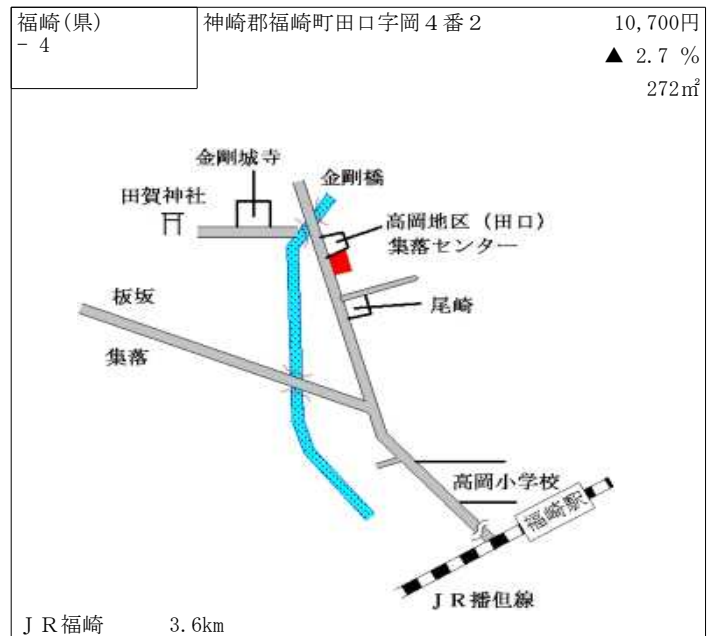 福崎(県)
- 4
神崎郡福崎町田口字岡４番２
10,700円
▲ 2.7 %
272㎡
金剛城寺
金剛橋
田賀神社
高岡地区（田口）
集落センター
尾崎
板坂
集落
高岡小学校
福崎駅
ＪＲ播但線
ＪＲ福崎 3.6km